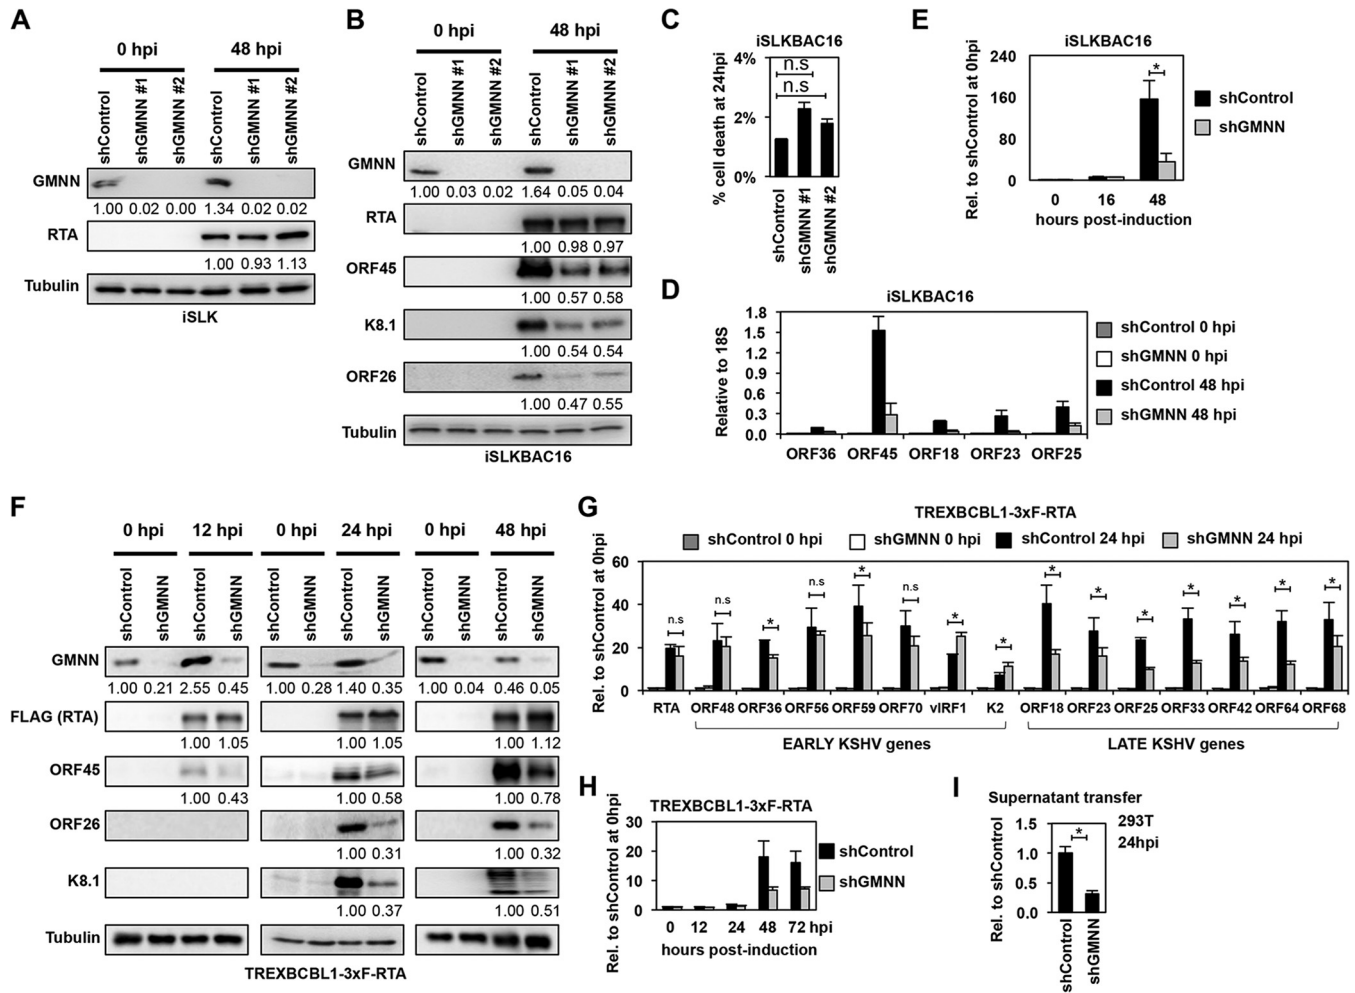 A
0 hpi 48 hpi
shControl shGMNN #1 shGMNN #2 shControl shGMNN #1 shGMNN #2
GMNN
1.00 0.02 0.00 1.34 0.02 0.02
RTA
1.00 0.93 1.13
Tubulin
iSLK
B
0 hpi 48 hpi
shControl shGMNN #1 shGMNN #2 shControl shGMNN #1 shGMNN #2
GMNN
1.00 0.03 0.02 1.64 0.05 0.04
RTA
1.00 0.98 0.97
ORF45
1.00 0.57 0.58
K8.1
1.00 0.54 0.54
ORF26
1.00 0.47 0.55
Tubulin
iSLKBAC16
C
iSLKBAC16
% cell death at 24hpi
4%
2%
0%
n.s
n.s
shControl shGMNN #1 shGMNN #2
E
iSLKBAC16
Rel. to shControl at 0hpi
240
160
80
0
*
0 16 48
hours post-induction
shControl
shGMNN
D
iSLKBAC16
Relative to 18S
1.8
1.5
1.2
0.9
0.6
0.3
0.0
ORF36 ORF45 ORF18 ORF23 ORF25
shControl 0 hpi
shGMNN 0 hpi
shControl 48 hpi
shGMNN 48 hpi
F
0 hpi 12 hpi 0 hpi 24 hpi 0 hpi 48 hpi
shControl shGMNN shControl shGMNN shControl shGMNN shControl shGMNN shControl shGMNN shControl shGMNN
GMNN
1.00 0.21 2.55 0.45 1.00 0.28 1.40 0.35 1.00 0.04 0.46 0.05
FLAG (RTA)
1.00 1.05 1.00 1.05 1.00 1.12
ORF45
1.00 0.43 1.00 0.58 1.00 0.78
ORF26
1.00 0.31 1.00 0.32
K8.1
1.00 0.37 1.00 0.51
Tubulin
TREXBCBL1-3xF-RTA
G
TREXBCBL1-3xF-RTA
shControl 0 hpi shGMNN 0 hpi shControl 24 hpi shGMNN 24 hpi
Rel. to shControl at 0hpi
60
40
20
0
n.s n.s * n.s * n.s * * * * * * * * *
RTA ORF48 ORF36 ORF56 ORF59 ORF70 vIRF1 K2 ORF18 ORF23 ORF25 ORF33 ORF42 ORF64 ORF68
EARLY KSHV genes LATE KSHV genes
H
TREXBCBL1-3xF-RTA
Rel. to shControl at 0hpi
30
20
10
0
0 12 24 48 72 hpi
hours post-induction
shControl
shGMNN
I
Supernatant transfer
293T
24hpi
Rel. to shControl
1.5
1.0
0.5
0.0
*
shControl shGMNN